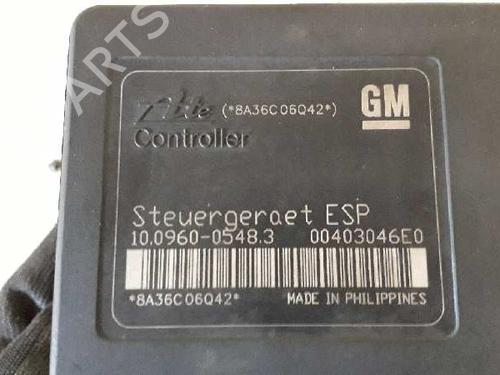 Ate (*8A36C06Q42*) GM
Controller
Steuergeraet ESP
10.0960-0548.3 00403046E0
*8A36C06Q42* MADE IN PHILIPPINES
ARTS